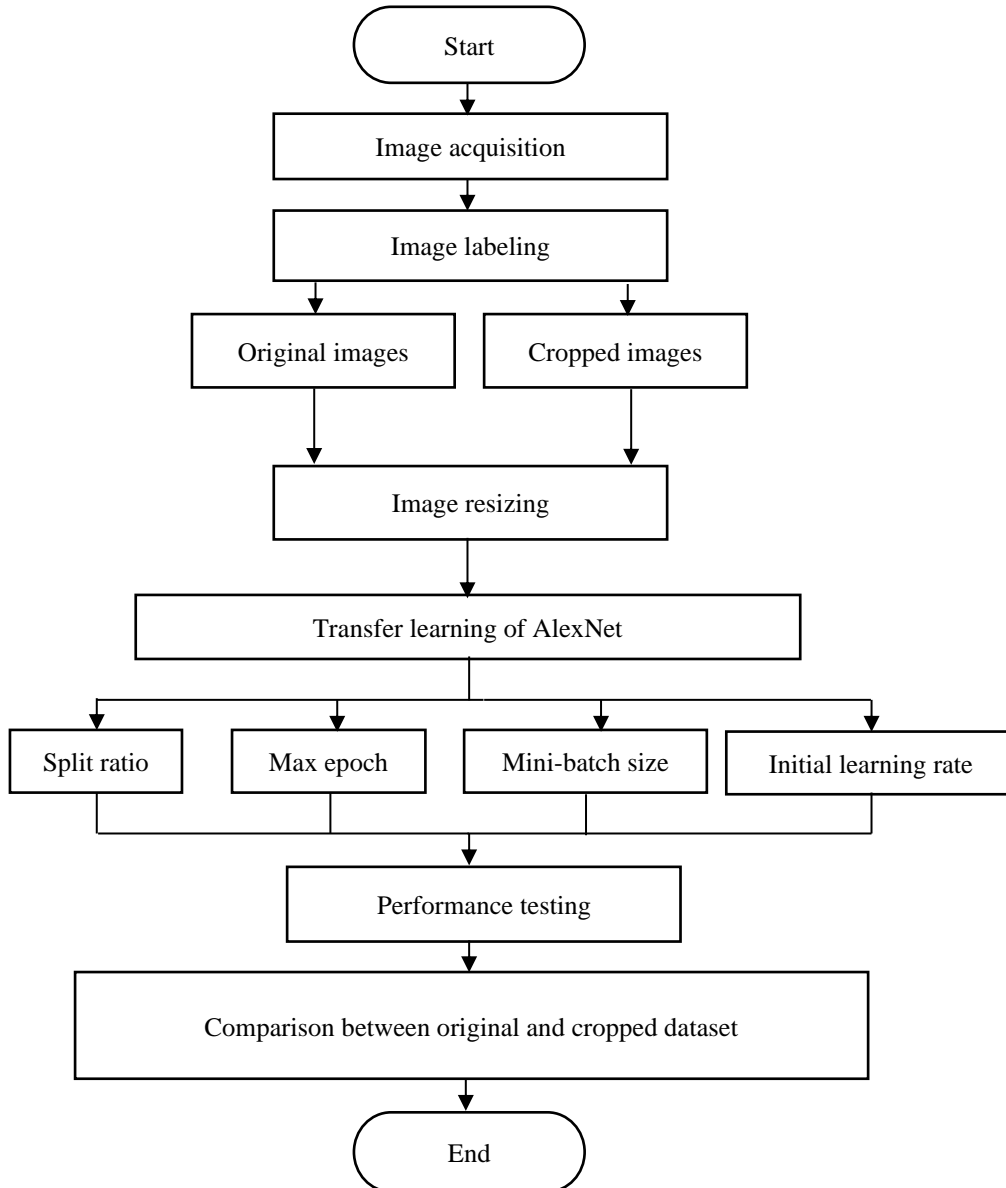 Start
Image acquisition
Image labeling
Original images
Cropped images
Image resizing
Transfer learning of AlexNet
Split ratio
Max epoch
Mini-batch size
Initial learning rate
Performance testing
Comparison between original and cropped dataset
End